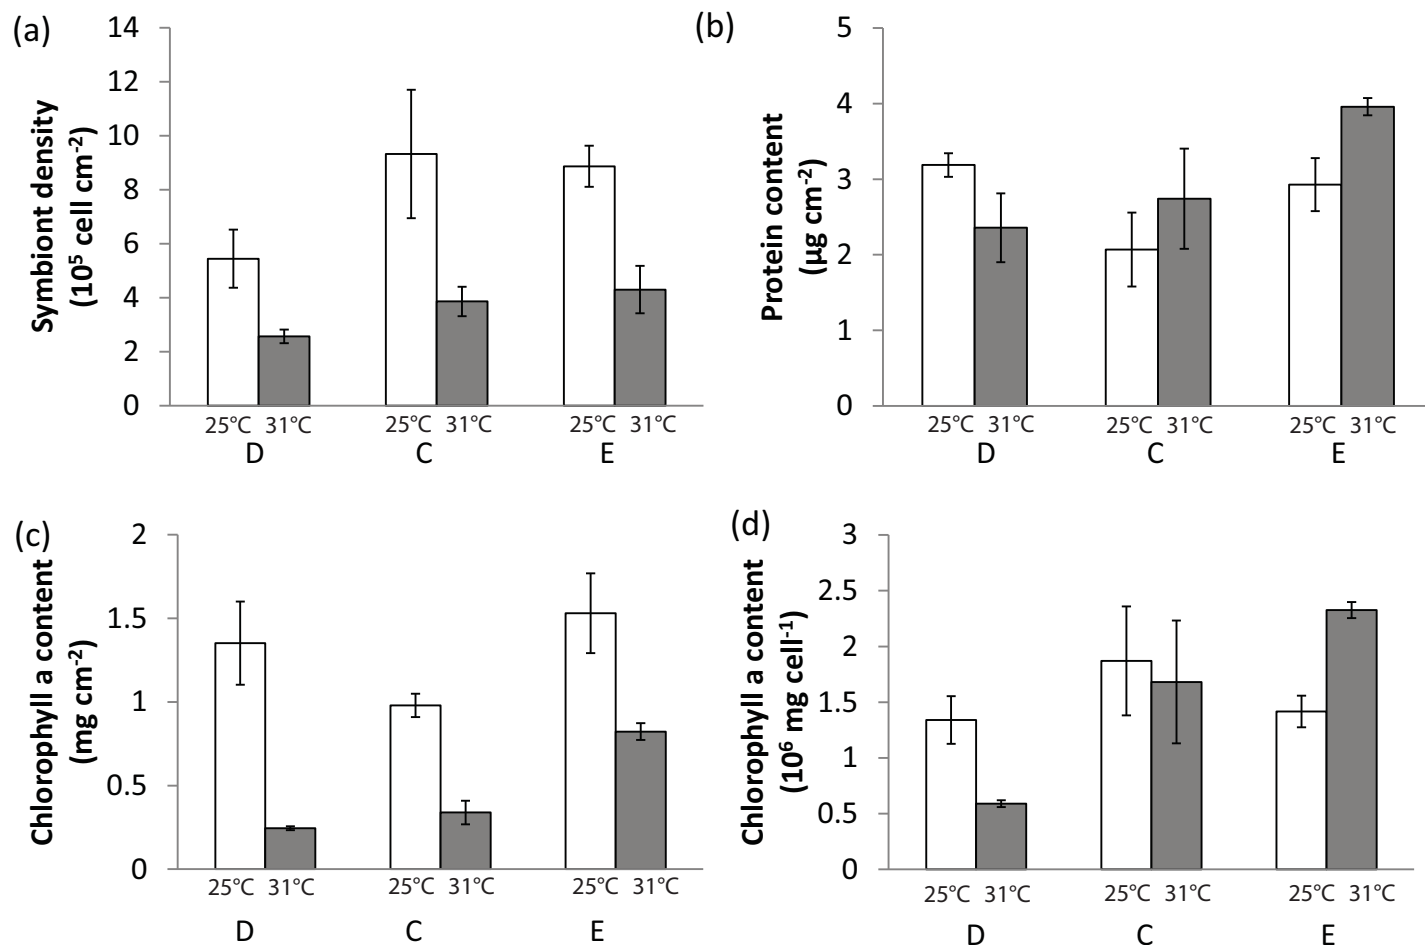 (a)
Symbiont density
(10⁵ cell cm⁻²)
14
12
10
8
6
4
2
0
25°C 31°C 25°C 31°C 25°C 31°C
D C E
(b)
Protein content
(µg cm⁻²)
5
4
3
2
1
0
25°C 31°C 25°C 31°C 25°C 31°C
D C E
(c)
Chlorophyll a content
(mg cm⁻²)
2
1.5
1
0.5
0
25°C 31°C 25°C 31°C 25°C 31°C
D C E
(d)
Chlorophyll a content
(10⁶ mg cell⁻¹)
3
2.5
2
1.5
1
0.5
0
25°C 31°C 25°C 31°C 25°C 31°C
D C E